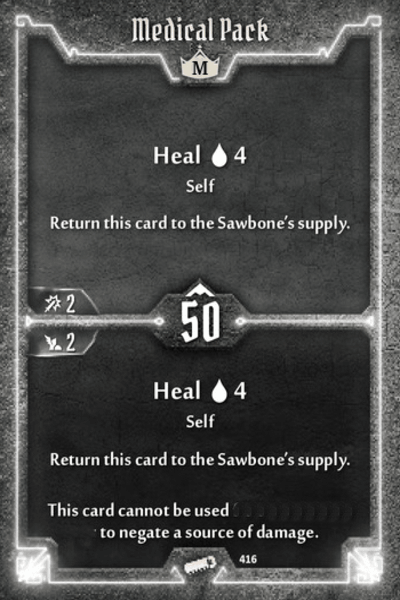 Medical Pack
M
Heal 4
Self
Return this card to the Sawbone's supply.
2
50
2
Heal 4
Self
Return this card to the Sawbone's supply.
This card cannot be used
to negate a source of damage.
416